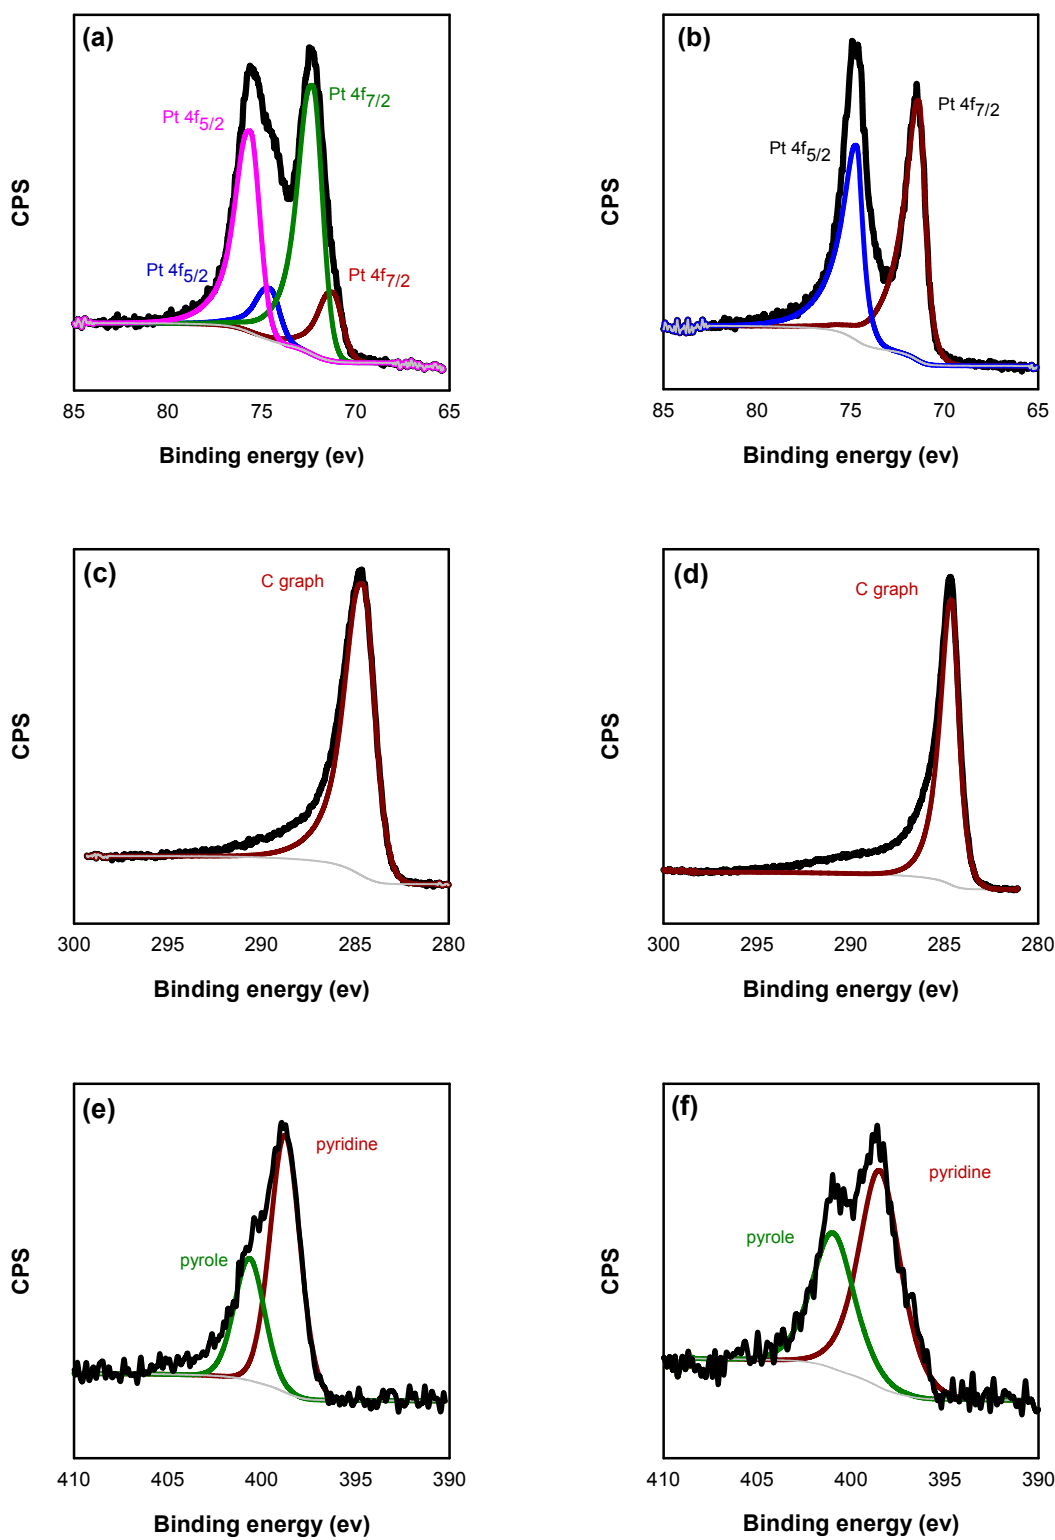 (a)
(b)
Pt 4f7/2
Pt 4f5/2
Pt 4f7/2
Pt 4f5/2
Pt 4f5/2
Pt 4f7/2
CPS
CPS
85 80 75 70 65
85 80 75 70 65
Binding energy (ev)
Binding energy (ev)
(c)
(d)
C graph
C graph
CPS
CPS
300 295 290 285 280
300 295 290 285 280
Binding energy (ev)
Binding energy (ev)
(e)
(f)
pyridine
pyridine
pyrole
pyrole
CPS
CPS
410 405 400 395 390
410 405 400 395 390
Binding energy (ev)
Binding energy (ev)